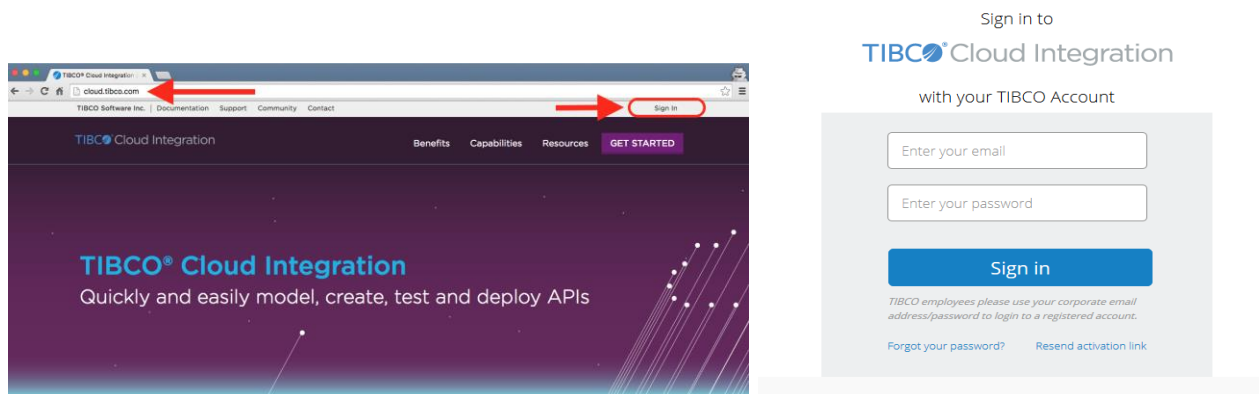 TIBCO® Cloud Integration
cloud.tibco.com
TIBCO Software Inc. | Documentation Support Community Contact Sign In
TIBCO® Cloud Integration
Benefits Capabilities Resources GET STARTED
TIBCO® Cloud Integration
Quickly and easily model, create, test and deploy APIs
Sign in to
TIBCO® Cloud Integration
with your TIBCO Account
Enter your email
Enter your password
Sign in
TIBCO employees please use your corporate email
address/password to login to a registered account.
Forgot your password? Resend activation link